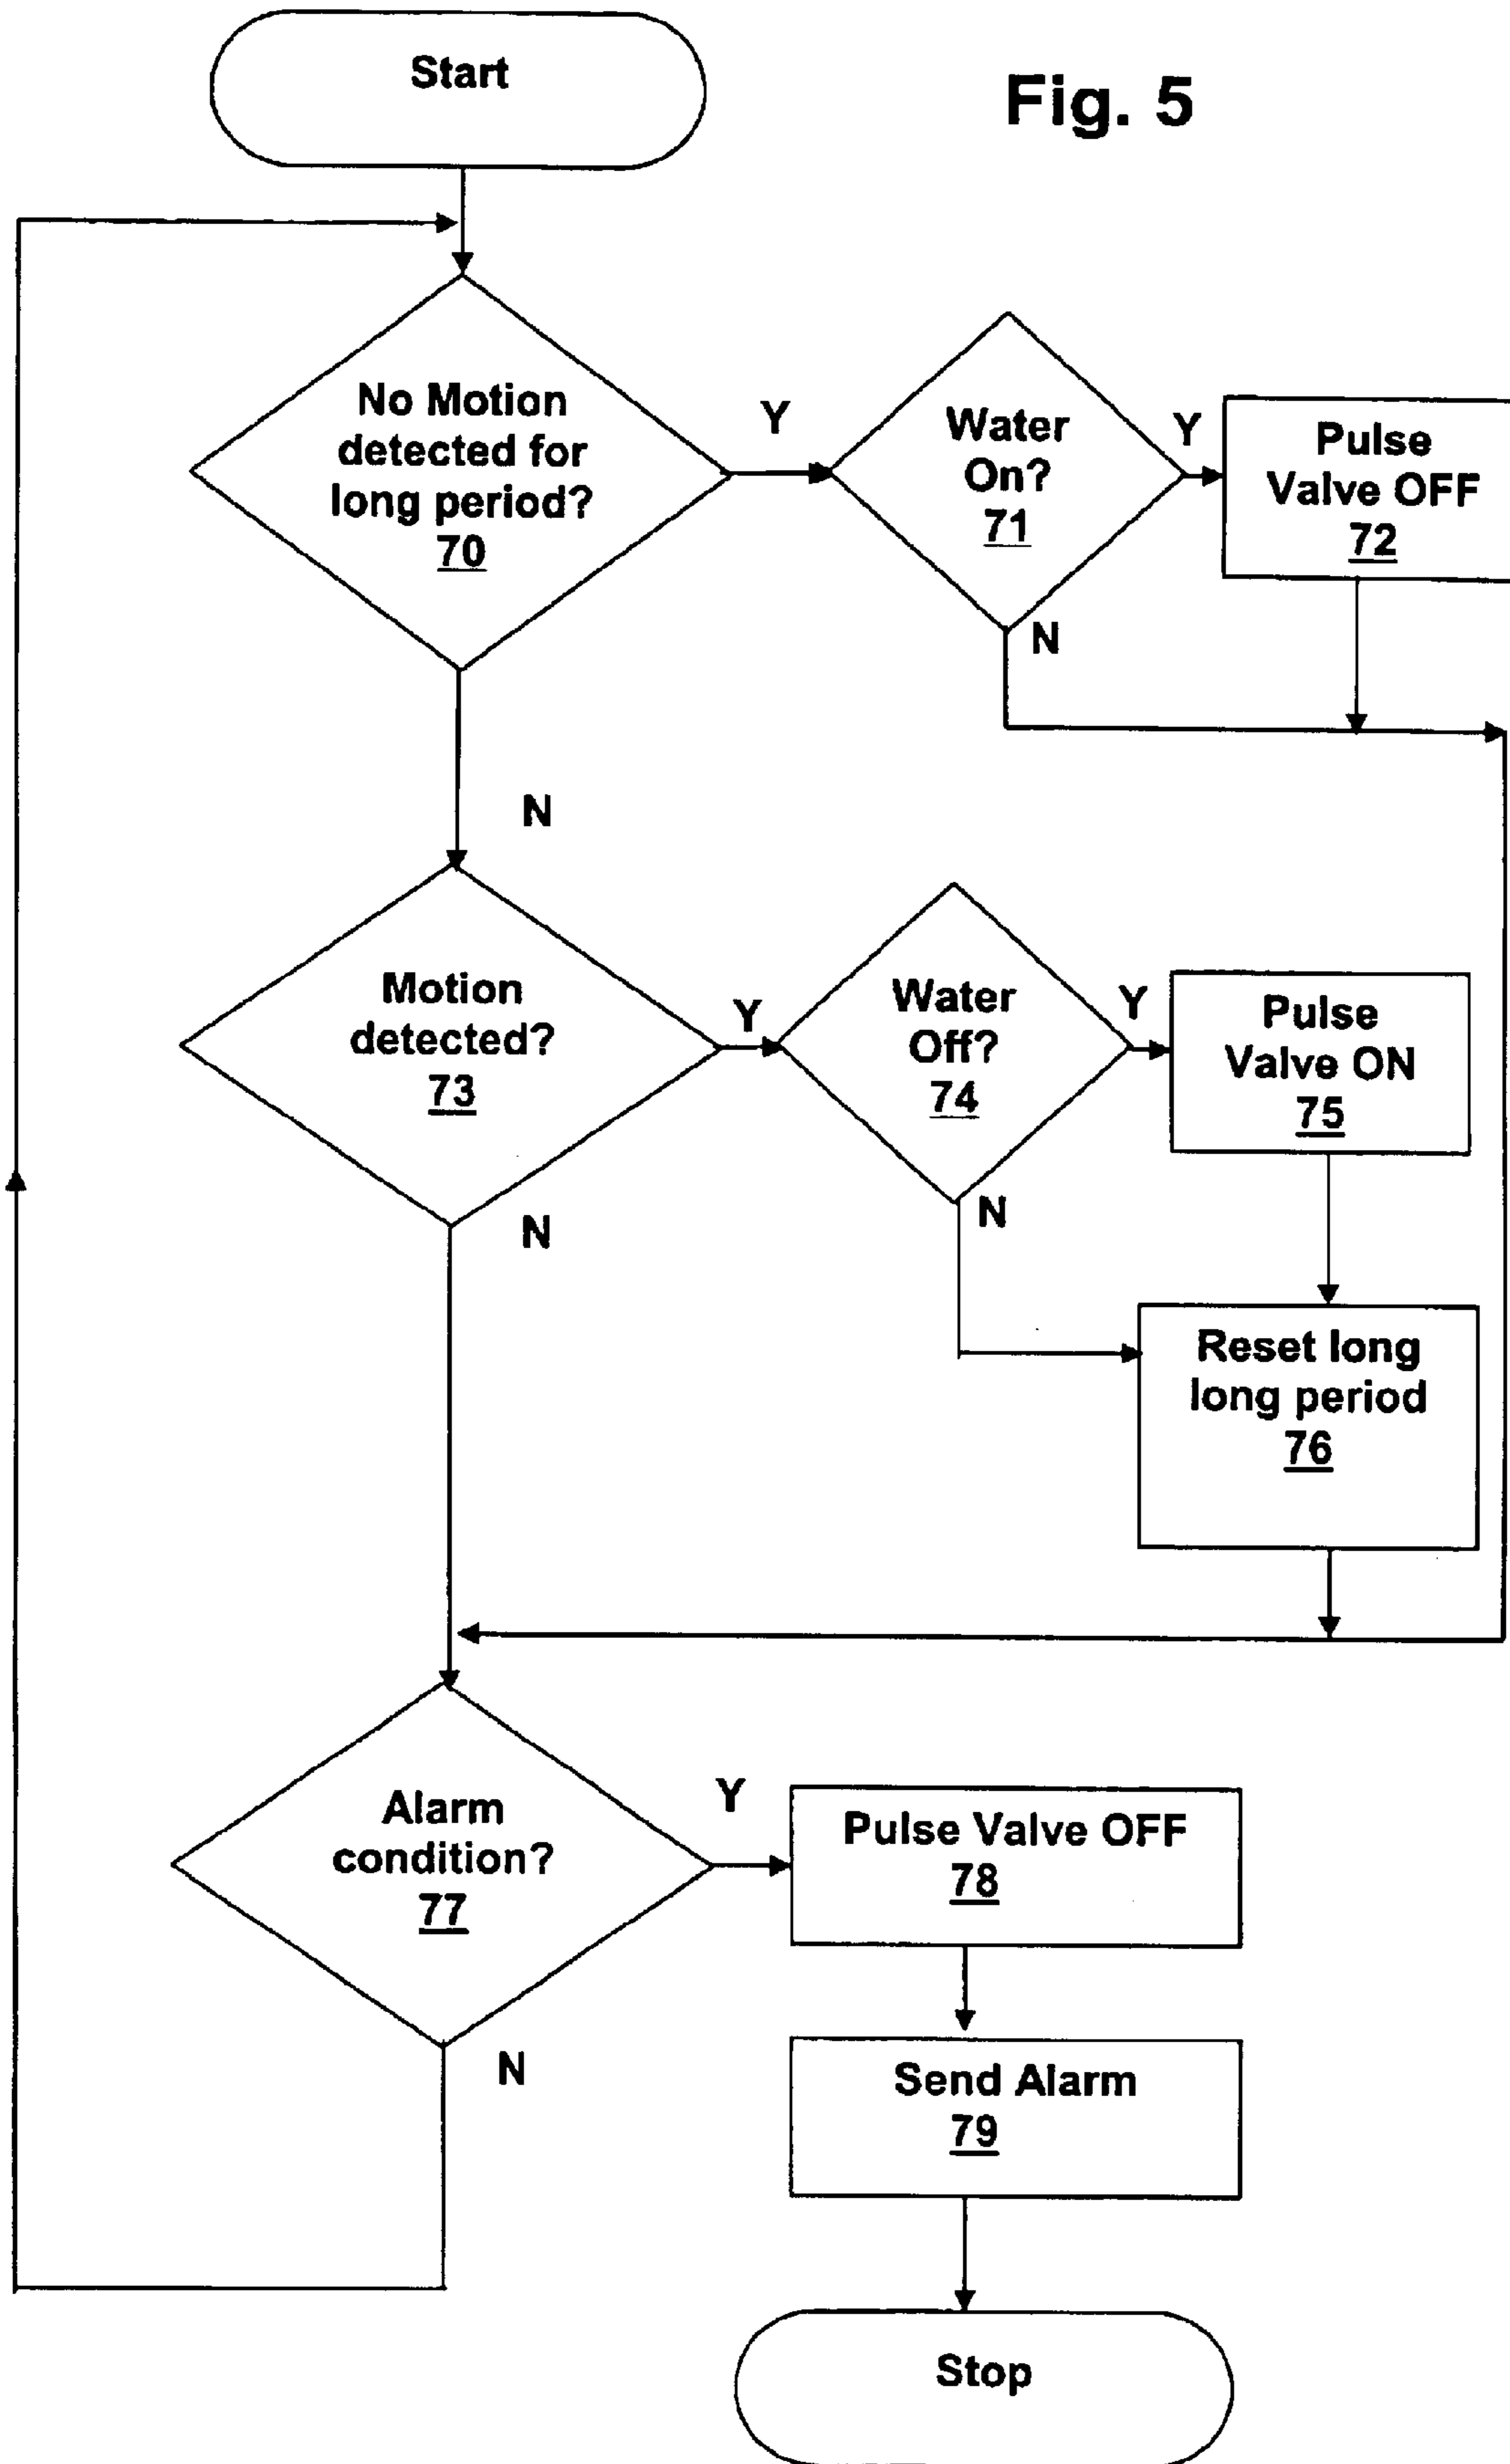 Start
Fig. 5
No Motion
detected for
long period?
70
Y
Water
On?
71
Y
Pulse
Valve OFF
72
N
N
Motion
detected?
73
Y
Water
Off?
74
Y
Pulse
Valve ON
75
N
N
Reset long
long period
76
Alarm
condition?
77
Y
Pulse Valve OFF
78
N
Send Alarm
79
Stop